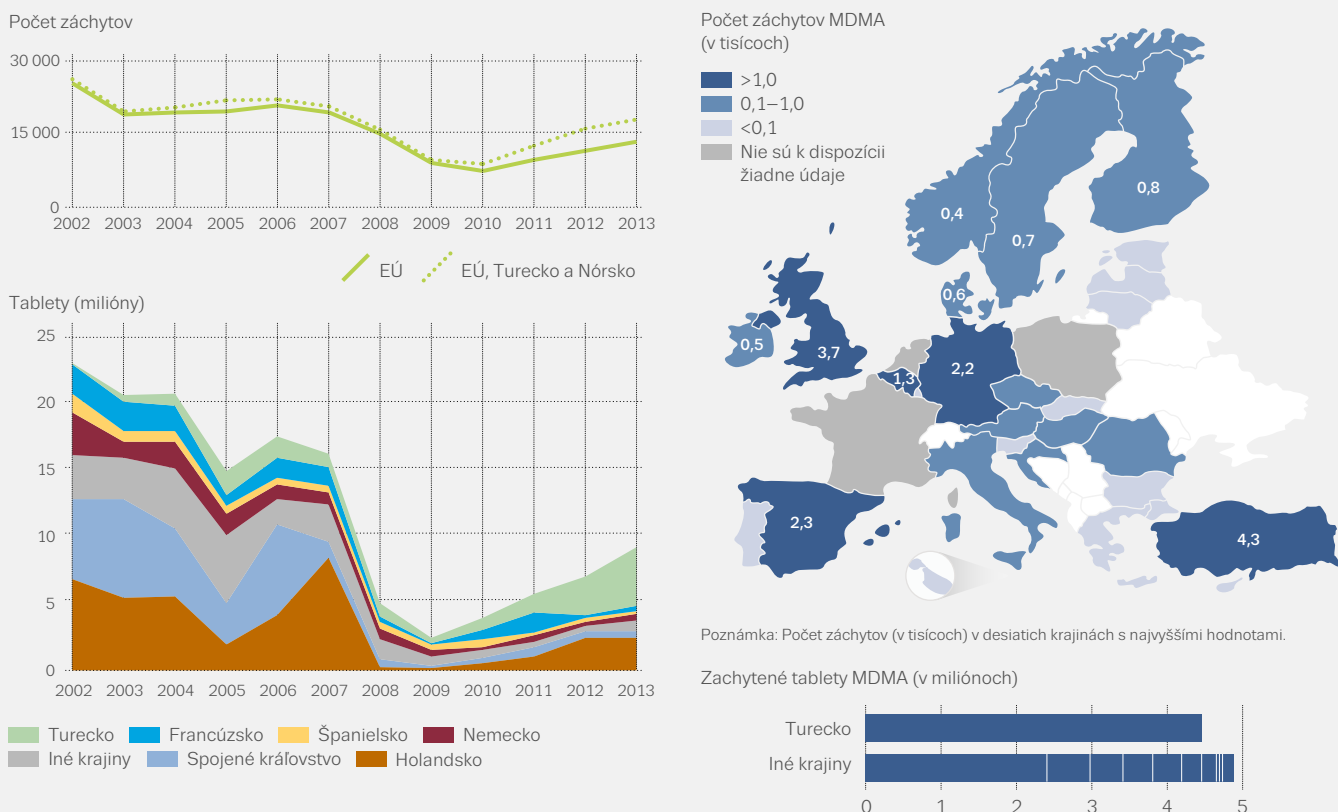 Počet záchytov
30 000
15 000
0
2002 2003 2004 2005 2006 2007 2008 2009 2010 2011 2012 2013
EÚ EÚ, Turecko a Nórsko
Tablety (milióny)
25
20
15
10
5
0
2002 2003 2004 2005 2006 2007 2008 2009 2010 2011 2012 2013
Turecko Francúzsko Španielsko Nemecko
Iné krajiny Spojené kráľovstvo Holandsko
Počet záchytov MDMA
(v tisícoch)
>1,0
0,1–1,0
<0,1
Nie sú k dispozícii
žiadne údaje
0,8
0,4
0,7
0,6
0,5
3,7
2,2
1,3
2,3
4,3
Poznámka: Počet záchytov (v tisícoch) v desiatich krajinách s najvyššími hodnotami.
Zachytené tablety MDMA (v miliónoch)
Turecko
Iné krajiny
0 1 2 3 4 5